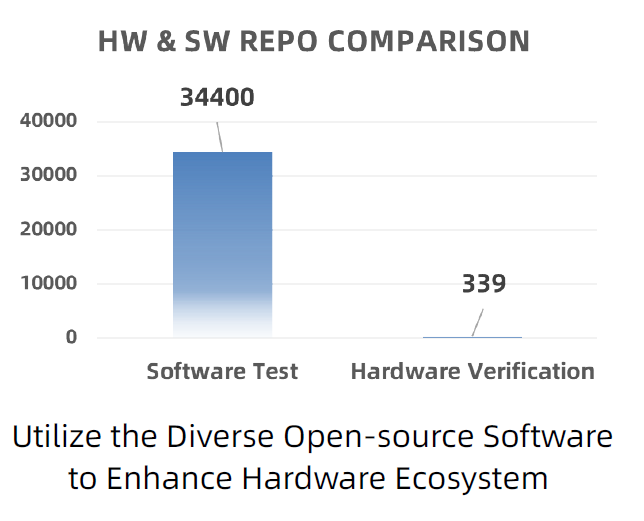 HW & SW REPO COMPARISON
34400
40000
30000
20000
10000
339
0
Software Test
Hardware Verification
Utilize the Diverse Open-source Software
to Enhance Hardware Ecosystem